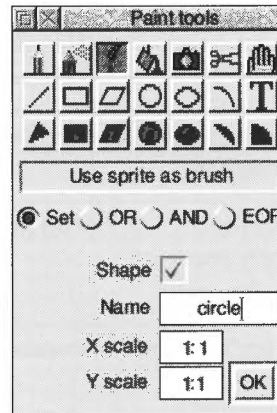 Paint tools
T
Use sprite as brush
Set OR AND EOR
Shape
Name circle
X scale 1:1
Y scale 1:1 OK